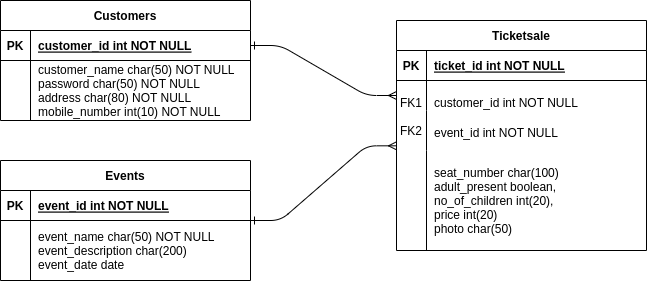 Customers
PK customer_id int NOT NULL
customer_name char(50) NOT NULL
password char(50) NOT NULL
address char(80) NOT NULL
mobile_number int(10) NOT NULL
Events
PK event_id int NOT NULL
event_name char(50) NOT NULL
event_description char(200)
event_date date
Ticketsale
PK ticket_id int NOT NULL
FK1 customer_id int NOT NULL
FK2 event_id int NOT NULL
seat_number char(100)
adult_present boolean,
no_of_children int(20),
price int(20)
photo char(50)